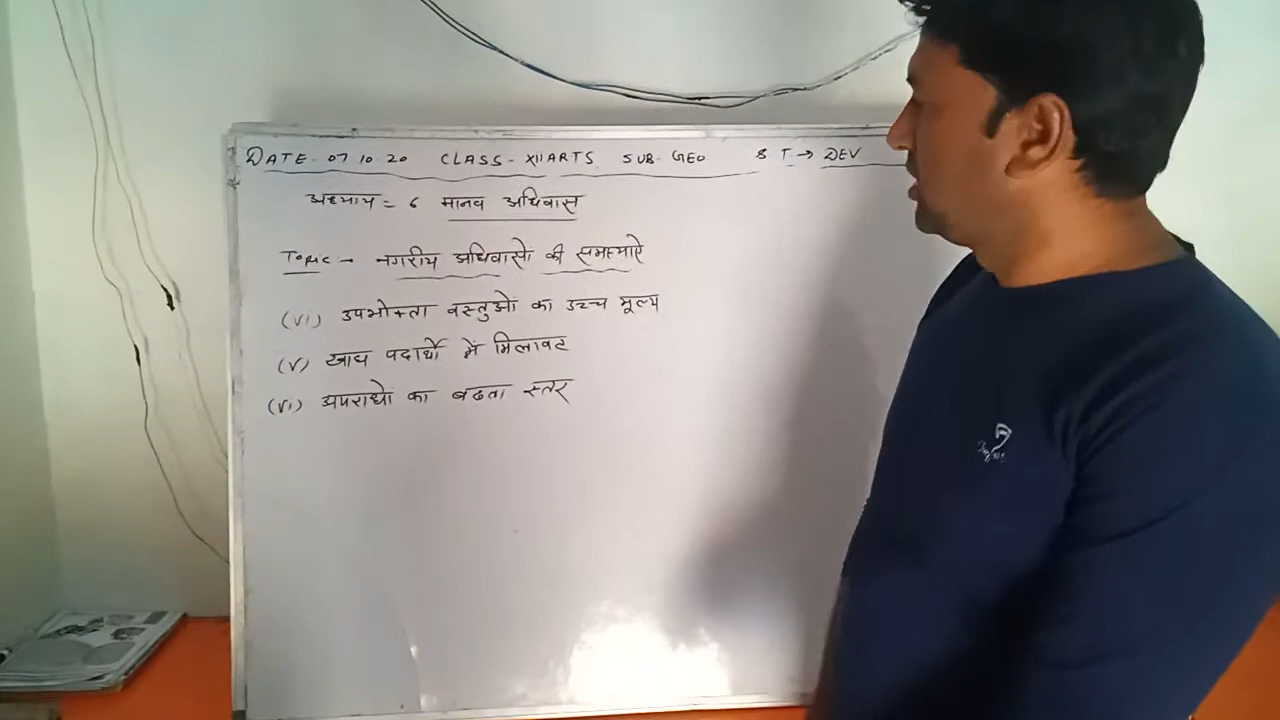 DATE - 07 10 20 CLASS - XII ARTS SUB - GEO S T → DEV
अध्याय = 6 मानव अधिवास
TOPIC → नगरीय अधिवासो की समस्याऐ
(VI) उपभोक्ता वस्तुओं का उच्च मूल्य
(V) खाद्य पदार्थों में मिलावट
(VI) अपराधों का बढता स्तर